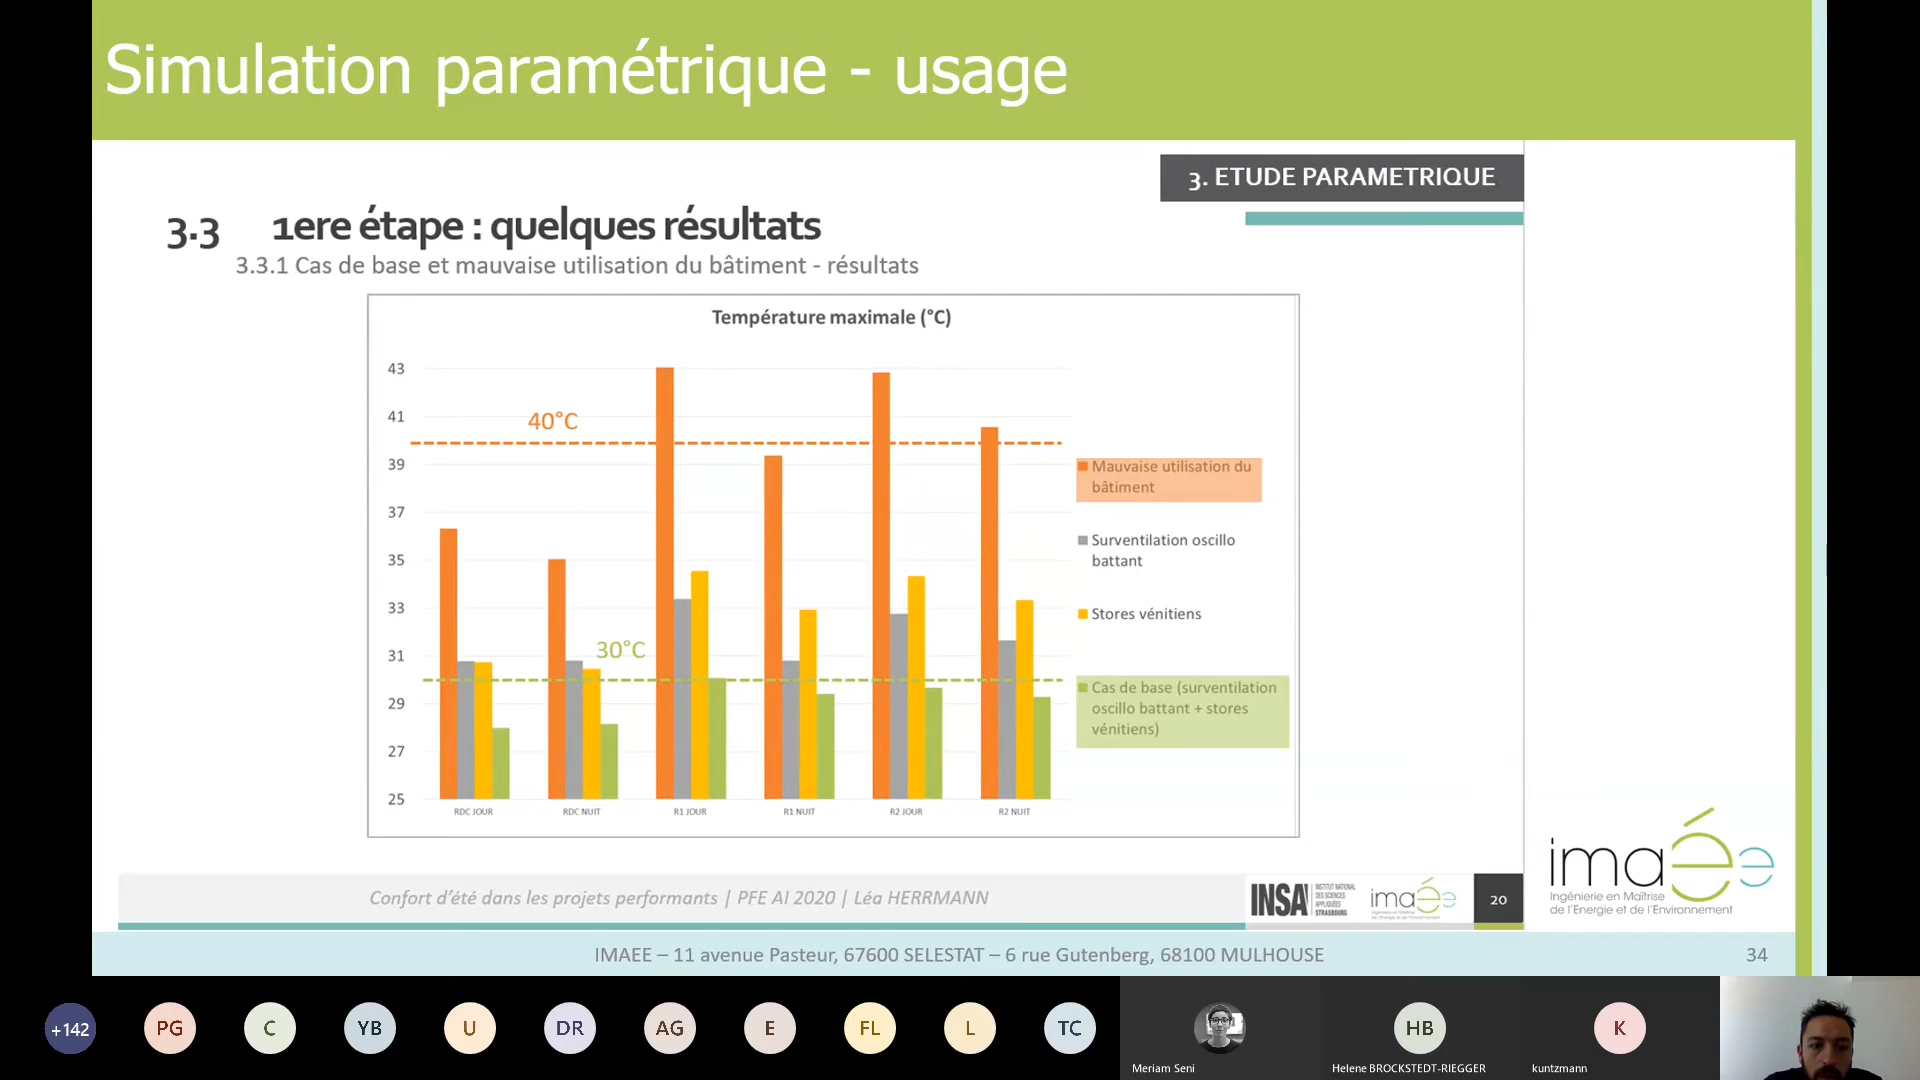 Simulation paramétrique - usage
3. ETUDE PARAMETRIQUE
3.3 1ere étape : quelques résultats
3.3.1 Cas de base et mauvaise utilisation du bâtiment - résultats
Température maximale (°C)
43
41
39
37
35
33
31
29
27
25
40°C
30°C
Mauvaise utilisation du
bâtiment
Surventilation oscillo
battant
Stores vénitiens
Cas de base (surventilation
oscillo battant + stores
vénitiens)
RDC JOUR
RDC NUIT
R1 JOUR
R1 NUIT
R2 JOUR
R2 NUIT
imaÉe
Ingénierie en Maîtrise
de l'Energie et de l'Environnement
Confort d'été dans les projets performants | PFE AI 2020 | Léa HERRMANN
INSA
INSTITUT NATIONAL
DES SCIENCES
APPLIQUÉES
STRASBOURG
imaÉe
20
IMAEE – 11 avenue Pasteur, 67600 SELESTAT – 6 rue Gutenberg, 68100 MULHOUSE
34
+142
PG
C
YB
U
DR
AG
E
FL
L
TC
HB
K
Meriam Seni
Helene BROCKSTEDT-RIEGGER
kuntzmann